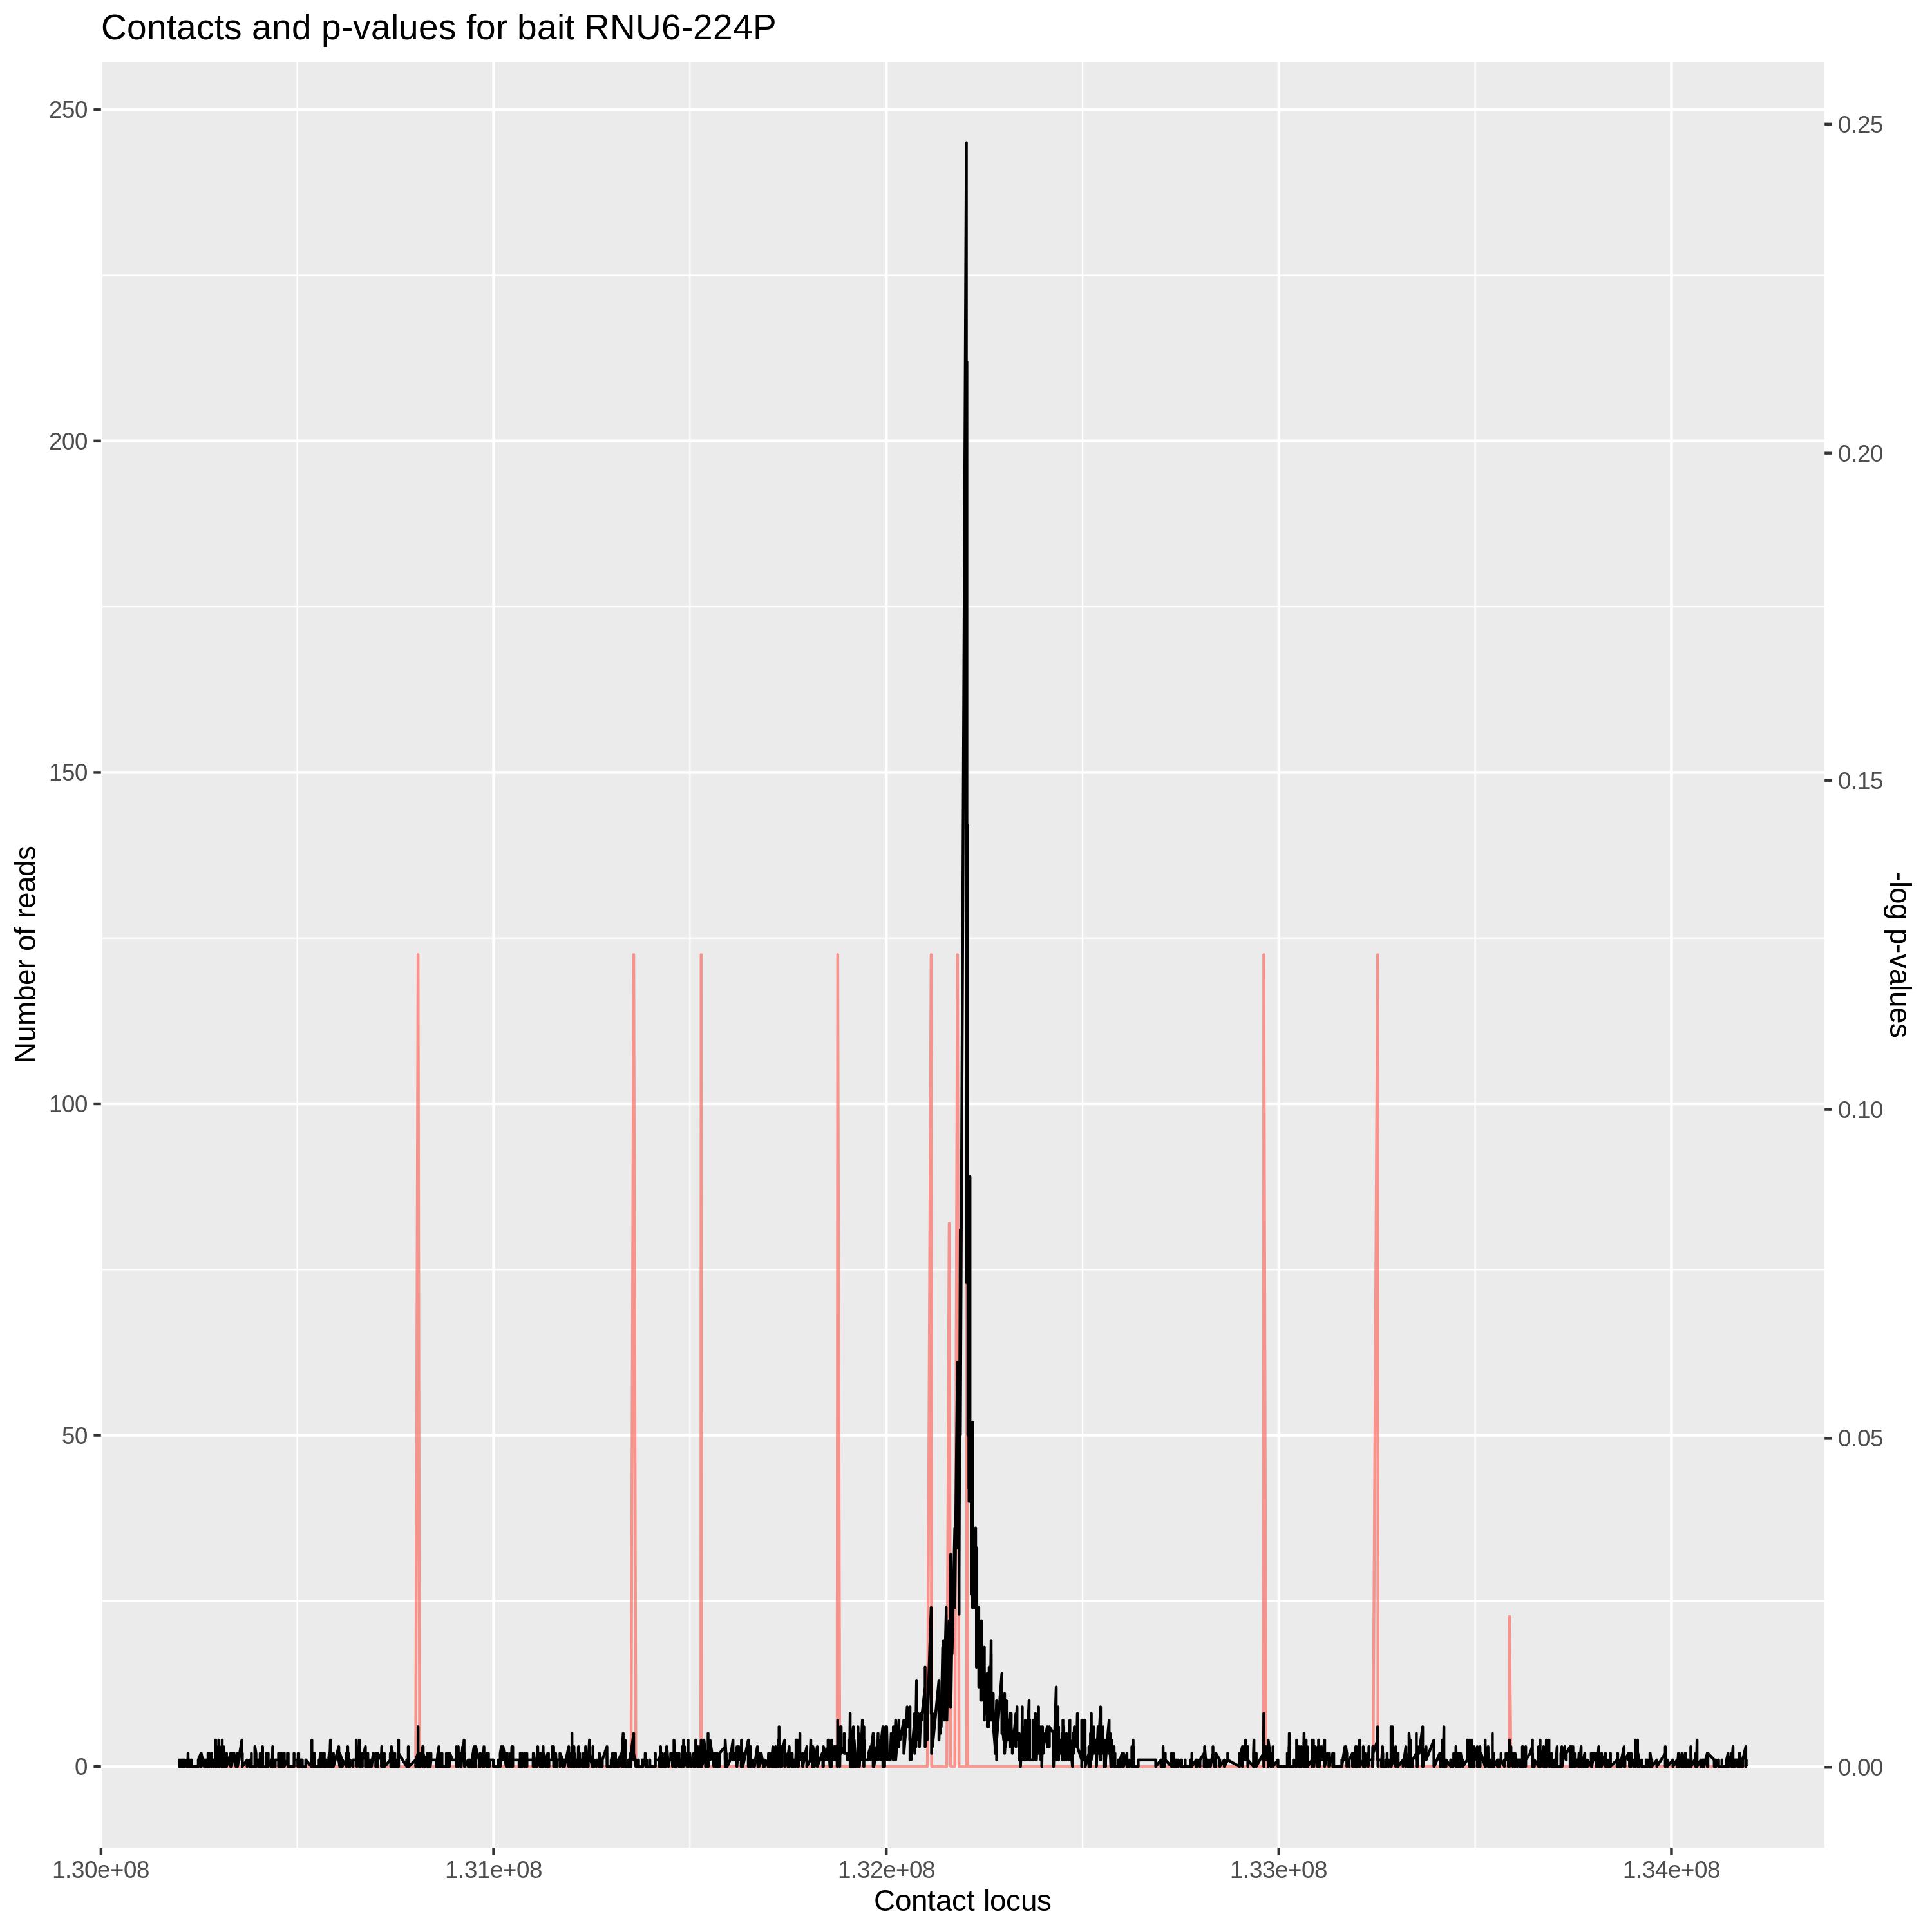 Contacts and p-values for bait RNU6-224P
250
200
150
100
50
0
Number of reads
0.25
0.20
0.15
0.10
0.05
0.00
-log p-values
1.30e+08 1.31e+08 1.32e+08 1.33e+08 1.34e+08
Contact locus